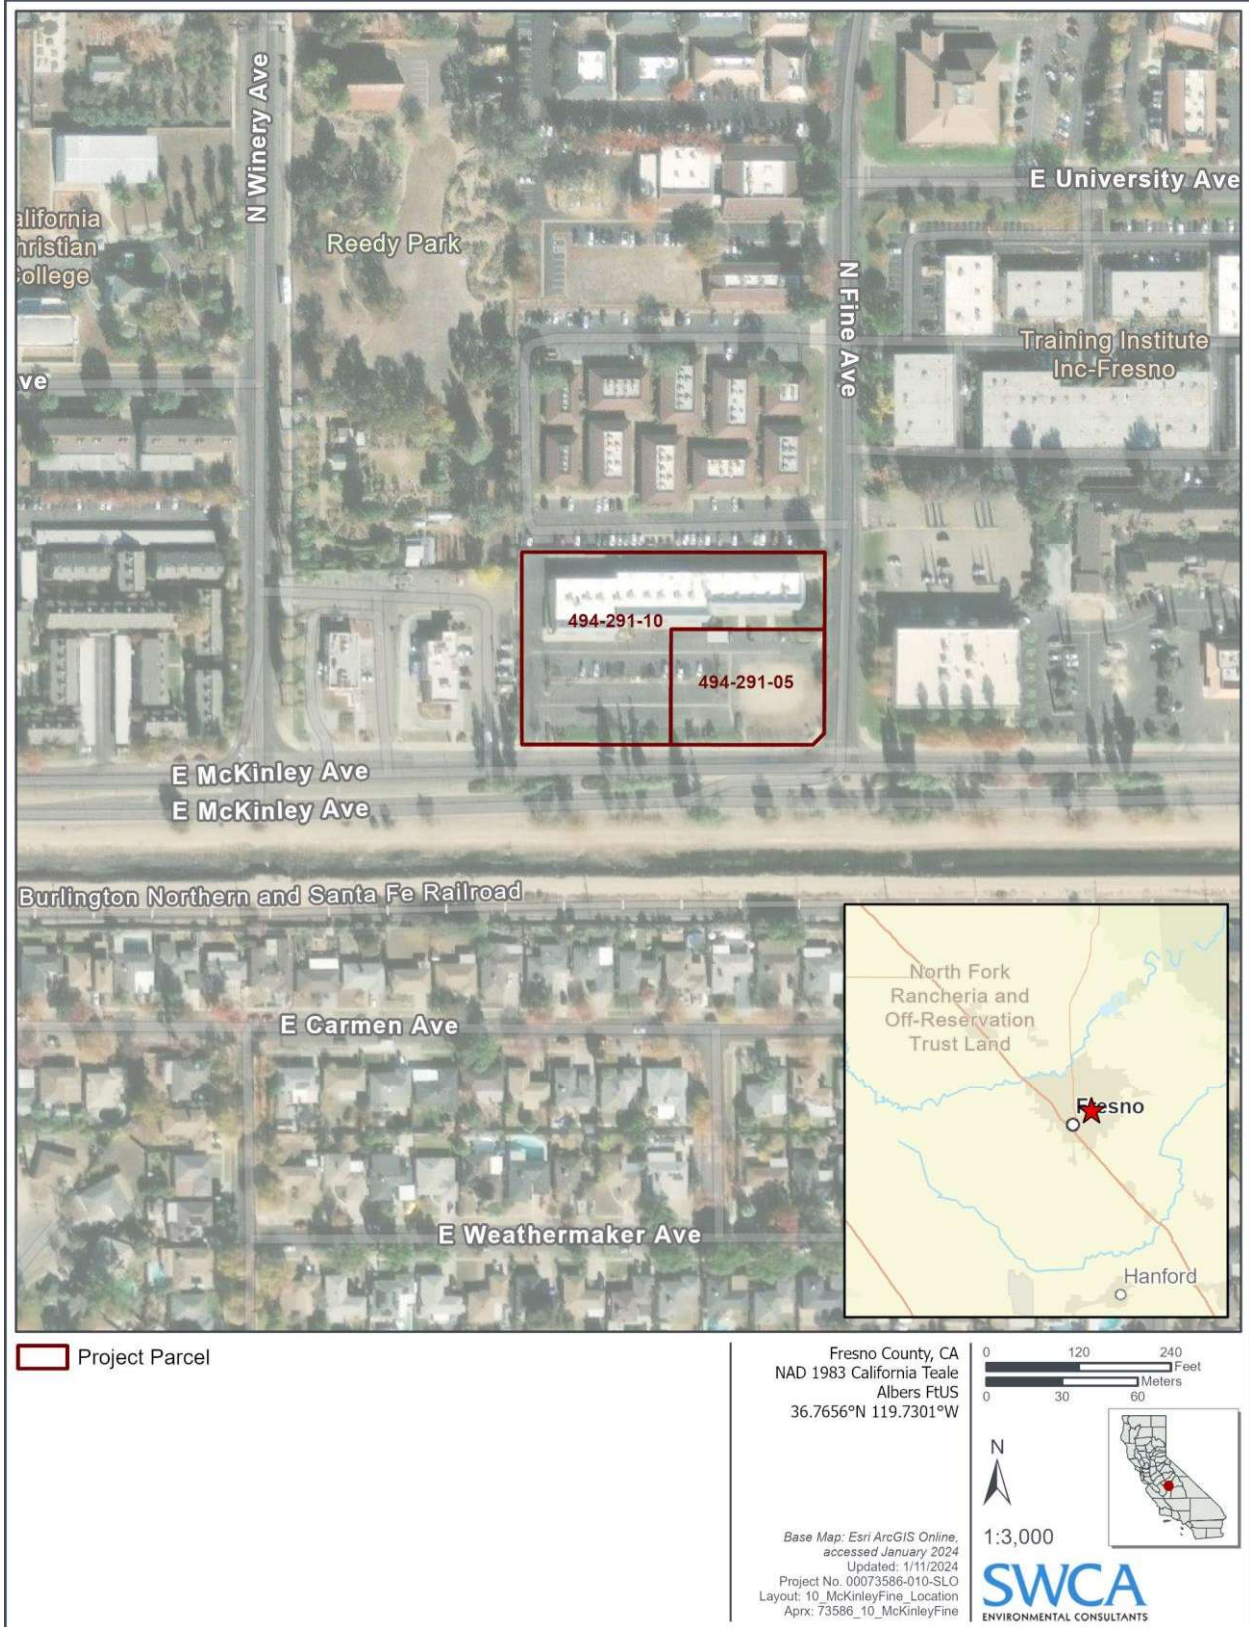 N Winery Ave
E University Ave
alifornia
hristian
ollege
Reedy Park
N Fine Ave
Training Institute
Inc-Fresno
ve
494-291-10
494-291-05
E McKinley Ave
E McKinley Ave
Burlington Northern and Santa Fe Railroad
E Carmen Ave
E Weathermaker Ave
North Fork
Rancheria and
Off-Reservation
Trust Land
Fresno
Hanford
Project Parcel
Fresno County, CA
NAD 1983 California Teale
Albers FtUS
36.7656°N 119.7301°W
Base Map: Esri ArcGIS Online,
accessed January 2024
Updated: 1/11/2024
Project No. 00073586-010-SLO
Layout: 10_McKinleyFine_Location
Aprx: 73586_10_McKinleyFine
0 120 240
Feet
Meters
0 30 60
N
1:3,000
SWCA
ENVIRONMENTAL CONSULTANTS